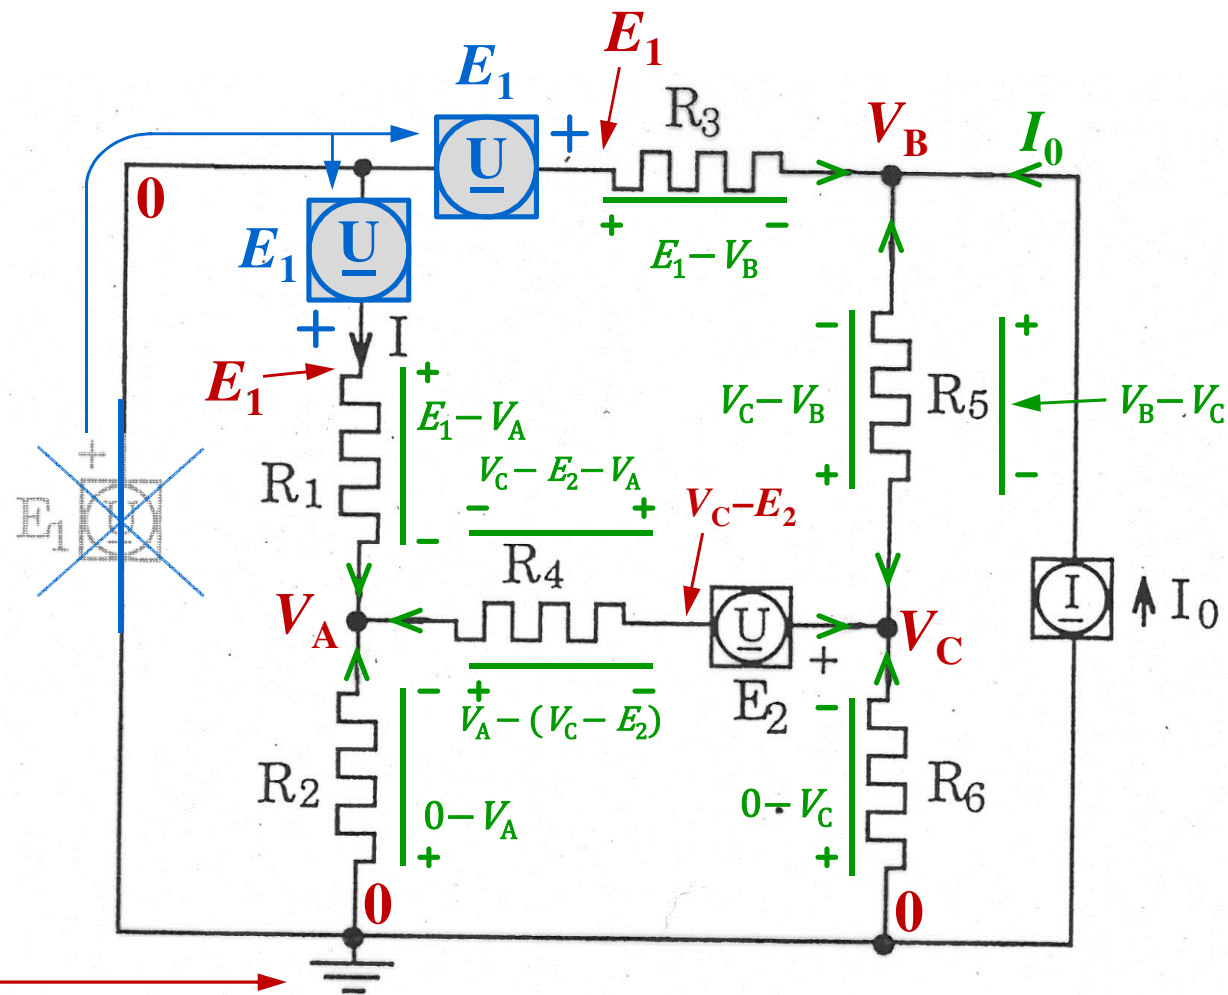 E1
E1
+
R3
VB
I0
0
U
+
−
E1−VB
E1
U
+
I
E1
+
E1−VA
−
R1
−
VC−VB
+
R5
+
VB−VC
−
+
E1
U
VC−E2−VA
−
+
VC−E2
R4
VA
U
+
E2
VC
I
I0
+
−
VA−(VC−E2)
−
0−VA
+
R2
−
0−VC
+
R6
0
0